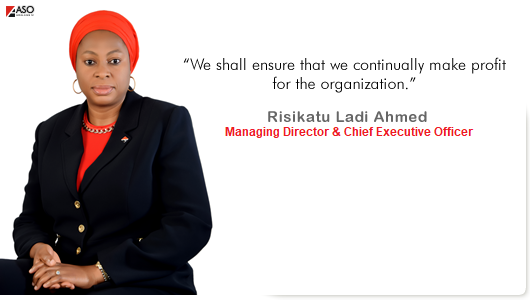 ASO
“We shall ensure that we continually make profit
for the organization.”
Risikatu Ladi Ahmed
Managing Director & Chief Executive Officer